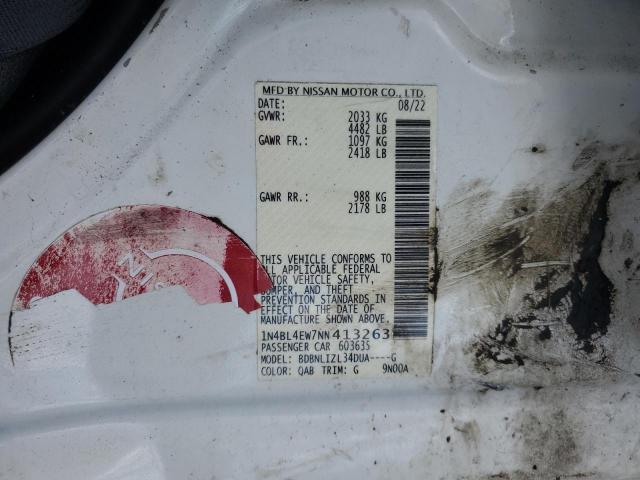 MFD BY NISSAN MOTOR CO., LTD.
DATE: 08/22
GVWR: 2033 KG
4482 LB
GAWR FR.: 1097 KG
2418 LB
GAWR RR.: 988 KG
2178 LB
THIS VEHICLE CONFORMS TO
ALL APPLICABLE FEDERAL
MOTOR VEHICLE SAFETY,
BUMPER, AND THEFT
PREVENTION STANDARDS IN
EFFECT ON THE DATE OF
MANUFACTURE SHOWN ABOVE.
1N4BL4EW7NN413263
PASSENGER CAR 603635
MODEL: BDBNLIZL34DUA----G
COLOR: QAB TRIM: G 9N00A